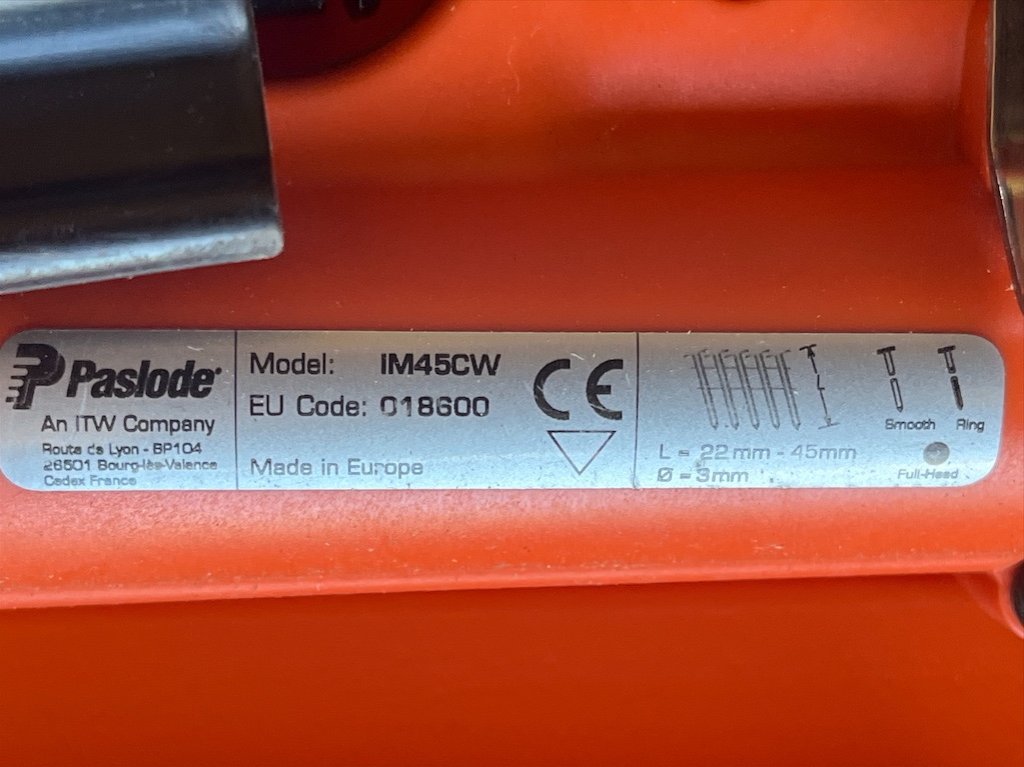 Paslode
An ITW Company
Route de Lyon - BP104
26501 Bourg-lès-Valence
Cedex France
Model: IM45CW
EU Code: 018600
Made in Europe
CE
L
Smooth Ring
L = 22mm - 45mm
Ø = 3mm
Full-Head